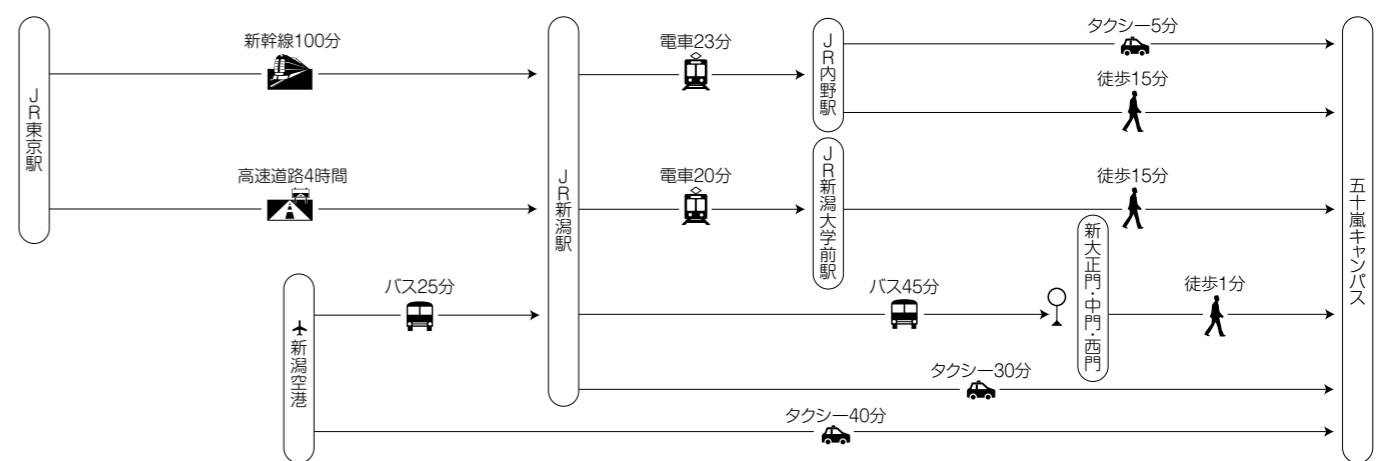 JR東京駅
新幹線100分
高速道路4時間
新潟空港
バス25分
JR新潟駅
電車23分
電車20分
JR内野駅
JR新潟大学前駅
タクシー5分
徒歩15分
徒歩15分
バス45分
新大正門・中門・西門
徒歩1分
タクシー30分
タクシー40分
五十嵐キャンパス